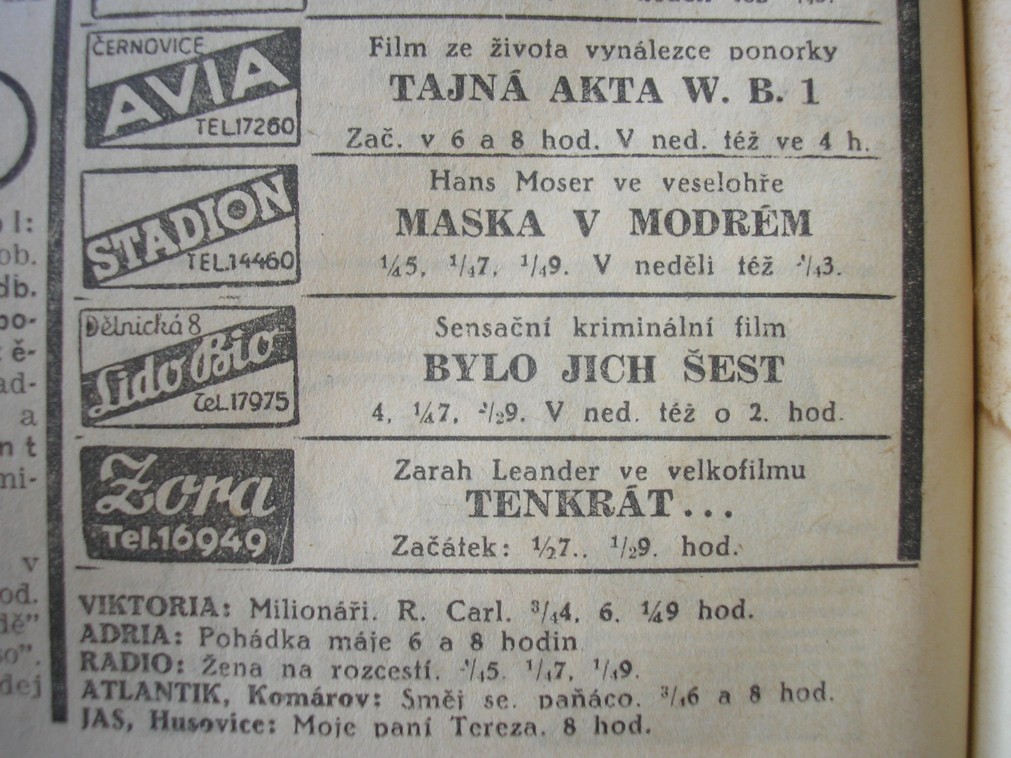 ČERNOVICE
AVIA
TEL.17260
Film ze života vynálezce ponorky
TAJNÁ AKTA W. B. 1
Zač. v 6 a 8 hod. V ned. též ve 4 h.
STADION
TEL.14460
Hans Moser ve veselohře
MASKA V MODRÉM
¼5, ¼7, ¼9. V neděli též ¼3.
Dělnická 8
Lido Bio
Tel.17975
Sensační kriminální film
BYLO JICH ŠEST
4, ¼7, ½9. V ned. též o 2. hod.
Zora
Tel.16949
Zarah Leander ve velkofilmu
TENKRÁT...
Začátek: ½7., ½9. hod.
VIKTORIA: Milionáři. R. Carl. ¾4, 6, ¼9 hod.
ADRIA: Pohádka máje 6 a 8 hodin
RADIO: Žena na rozcestí. ¼5. ¼7, ¼9.
ATLANTIK, Komárov: Směj se, paňáco. ¾6 a 8 hod.
JAS, Husovice: Moje paní Tereza. 8 hod.